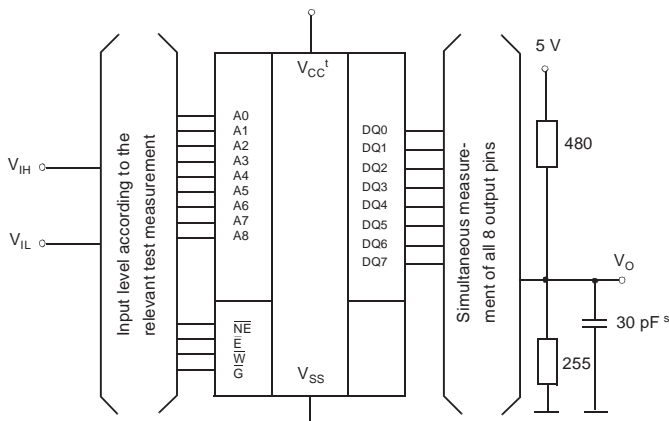 5 V
V_CC^t
480
A0
A1
A2
A3
A4
A5
A6
A7
A8
DQ0
DQ1
DQ2
DQ3
DQ4
DQ5
DQ6
DQ7
V_IH
V_IL
Input level according to the
relevant test measurement
Simultaneous measure-
ment of all 8 output pins
V_O
N̅E̅
E̅
W̅
G̅
V_SS
30 pF^s
255